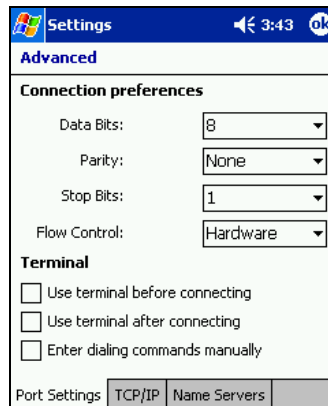 Settings 3:43 ok
Advanced
Connection preferences
Data Bits: 8
Parity: None
Stop Bits: 1
Flow Control: Hardware
Terminal
Use terminal before connecting
Use terminal after connecting
Enter dialing commands manually
Port Settings TCP/IP Name Servers